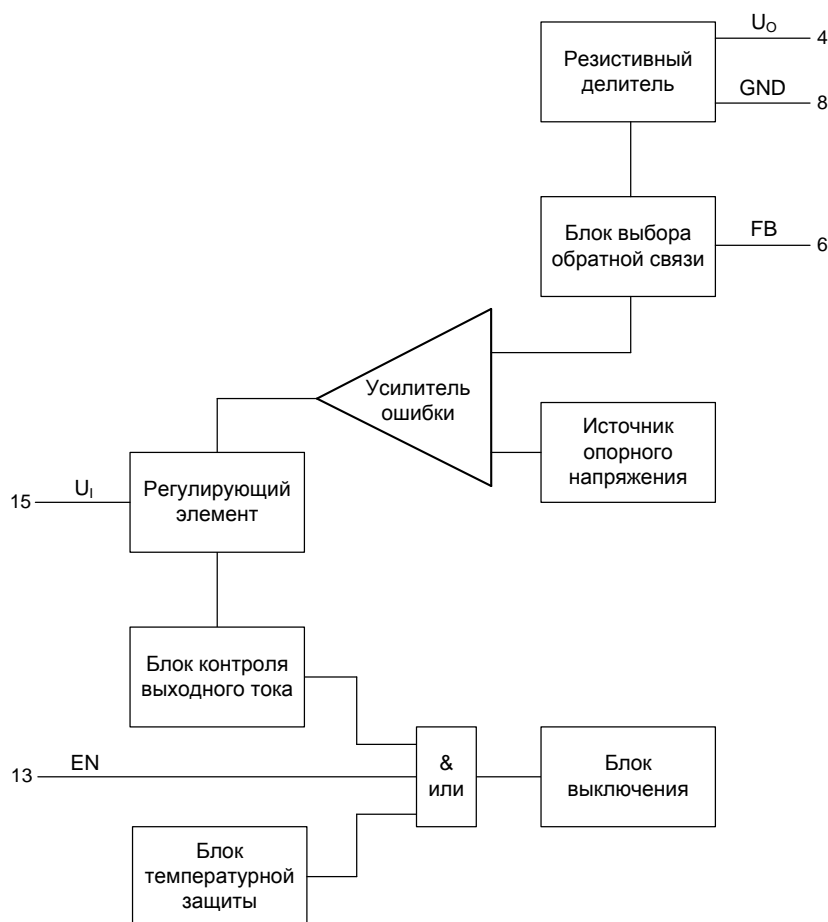 U_O
4
Резистивный
делитель
GND
8
Блок выбора
обратной связи
FB
6
Усилитель
ошибки
Источник
опорного
напряжения
15
U_I
Регулирующий
элемент
Блок контроля
выходного тока
13
EN
&
или
Блок
выключения
Блок
температурной
защиты